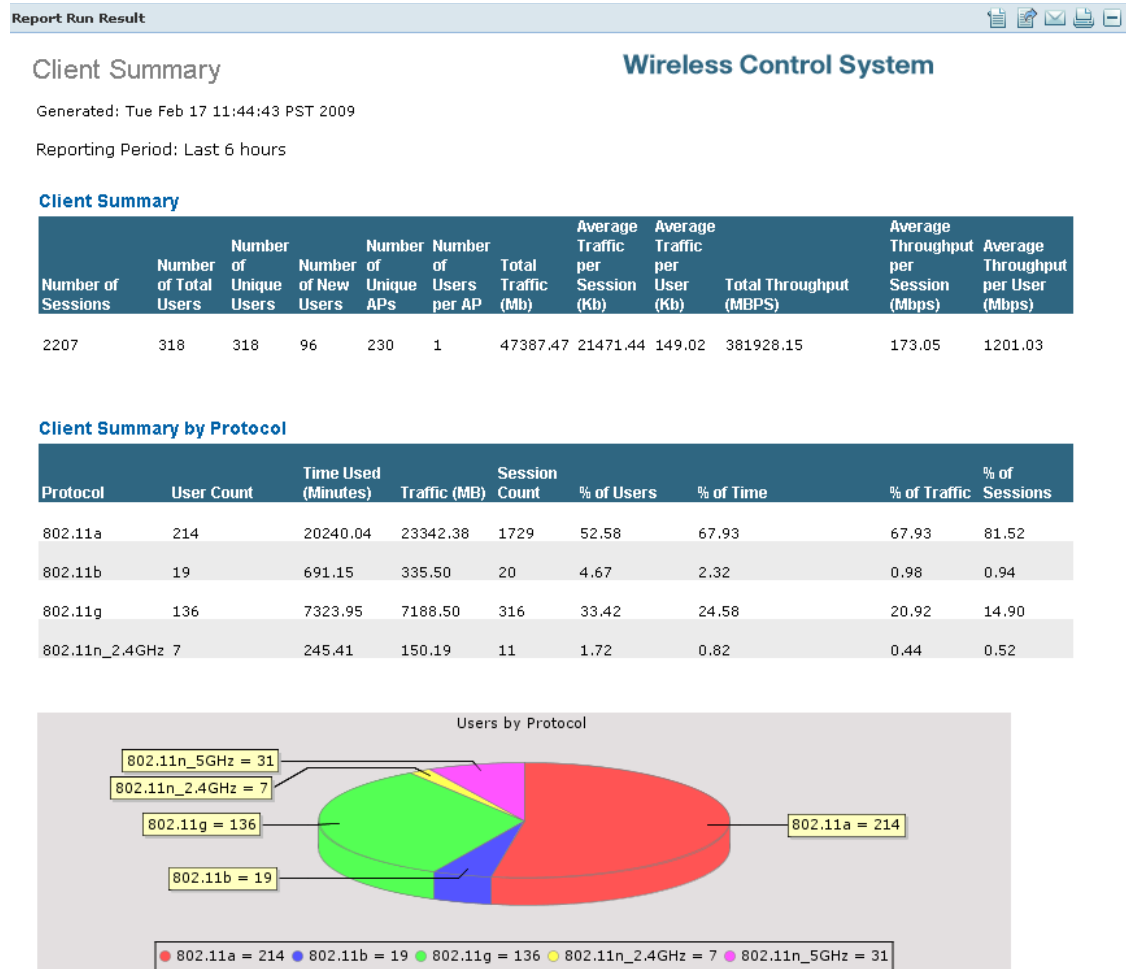 Report Run Result
Client Summary
Wireless Control System
Generated: Tue Feb 17 11:44:43 PST 2009
Reporting Period: Last 6 hours
Client Summary
Number of Sessions Number of Total Users Number of Unique Users Number of New Users Number of Unique APs Number of Users per AP Total Traffic (Mb) Average Traffic per Session (Kb) Average Traffic per User (Kb) Total Throughput (MBPS) Average Throughput per Session (Mbps) Average Throughput per User (Mbps)
2207 318 318 96 230 1 47387.47 21471.44 149.02 381928.15 173.05 1201.03
Client Summary by Protocol
Protocol User Count Time Used (Minutes) Traffic (MB) Session Count % of Users % of Time % of Traffic % of Sessions
802.11a 214 20240.04 23342.38 1729 52.58 67.93 67.93 81.52
802.11b 19 691.15 335.50 20 4.67 2.32 0.98 0.94
802.11g 136 7323.95 7188.50 316 33.42 24.58 20.92 14.90
802.11n_2.4GHz 7 245.41 150.19 11 1.72 0.82 0.44 0.52
Users by Protocol
802.11n_5GHz = 31
802.11n_2.4GHz = 7
802.11g = 136
802.11a = 214
802.11b = 19
802.11a = 214 802.11b = 19 802.11g = 136 802.11n_2.4GHz = 7 802.11n_5GHz = 31